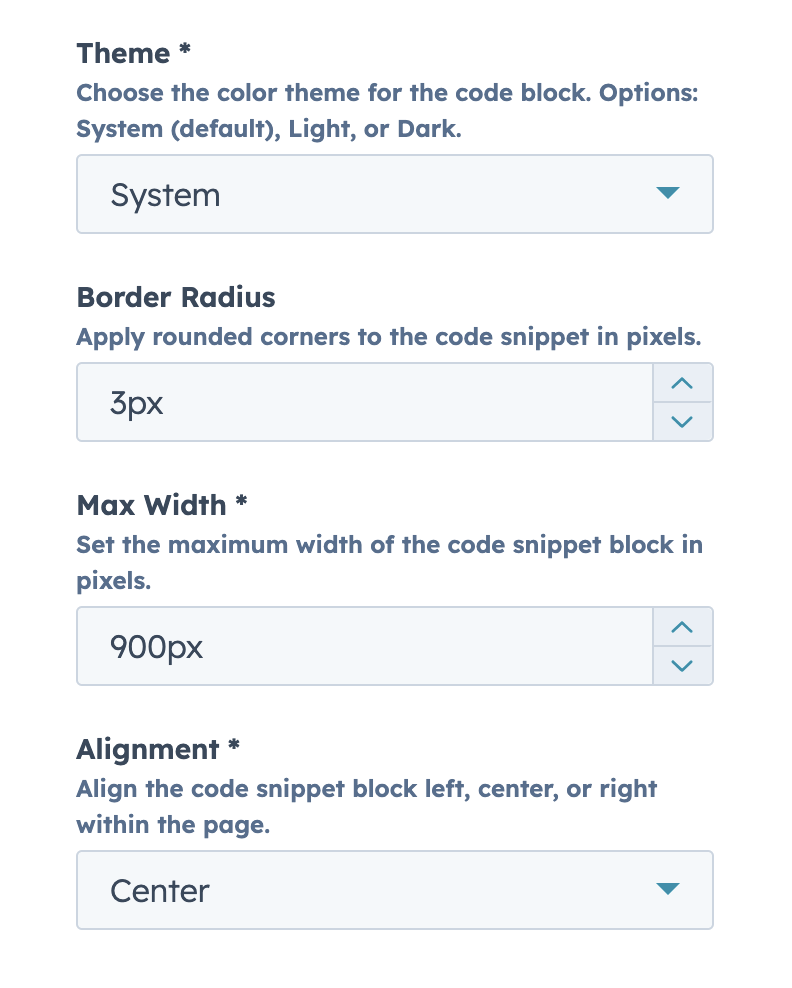 Theme *
Choose the color theme for the code block. Options:
System (default), Light, or Dark.
System
Border Radius
Apply rounded corners to the code snippet in pixels.
3px
Max Width *
Set the maximum width of the code snippet block in
pixels.
900px
Alignment *
Align the code snippet block left, center, or right
within the page.
Center